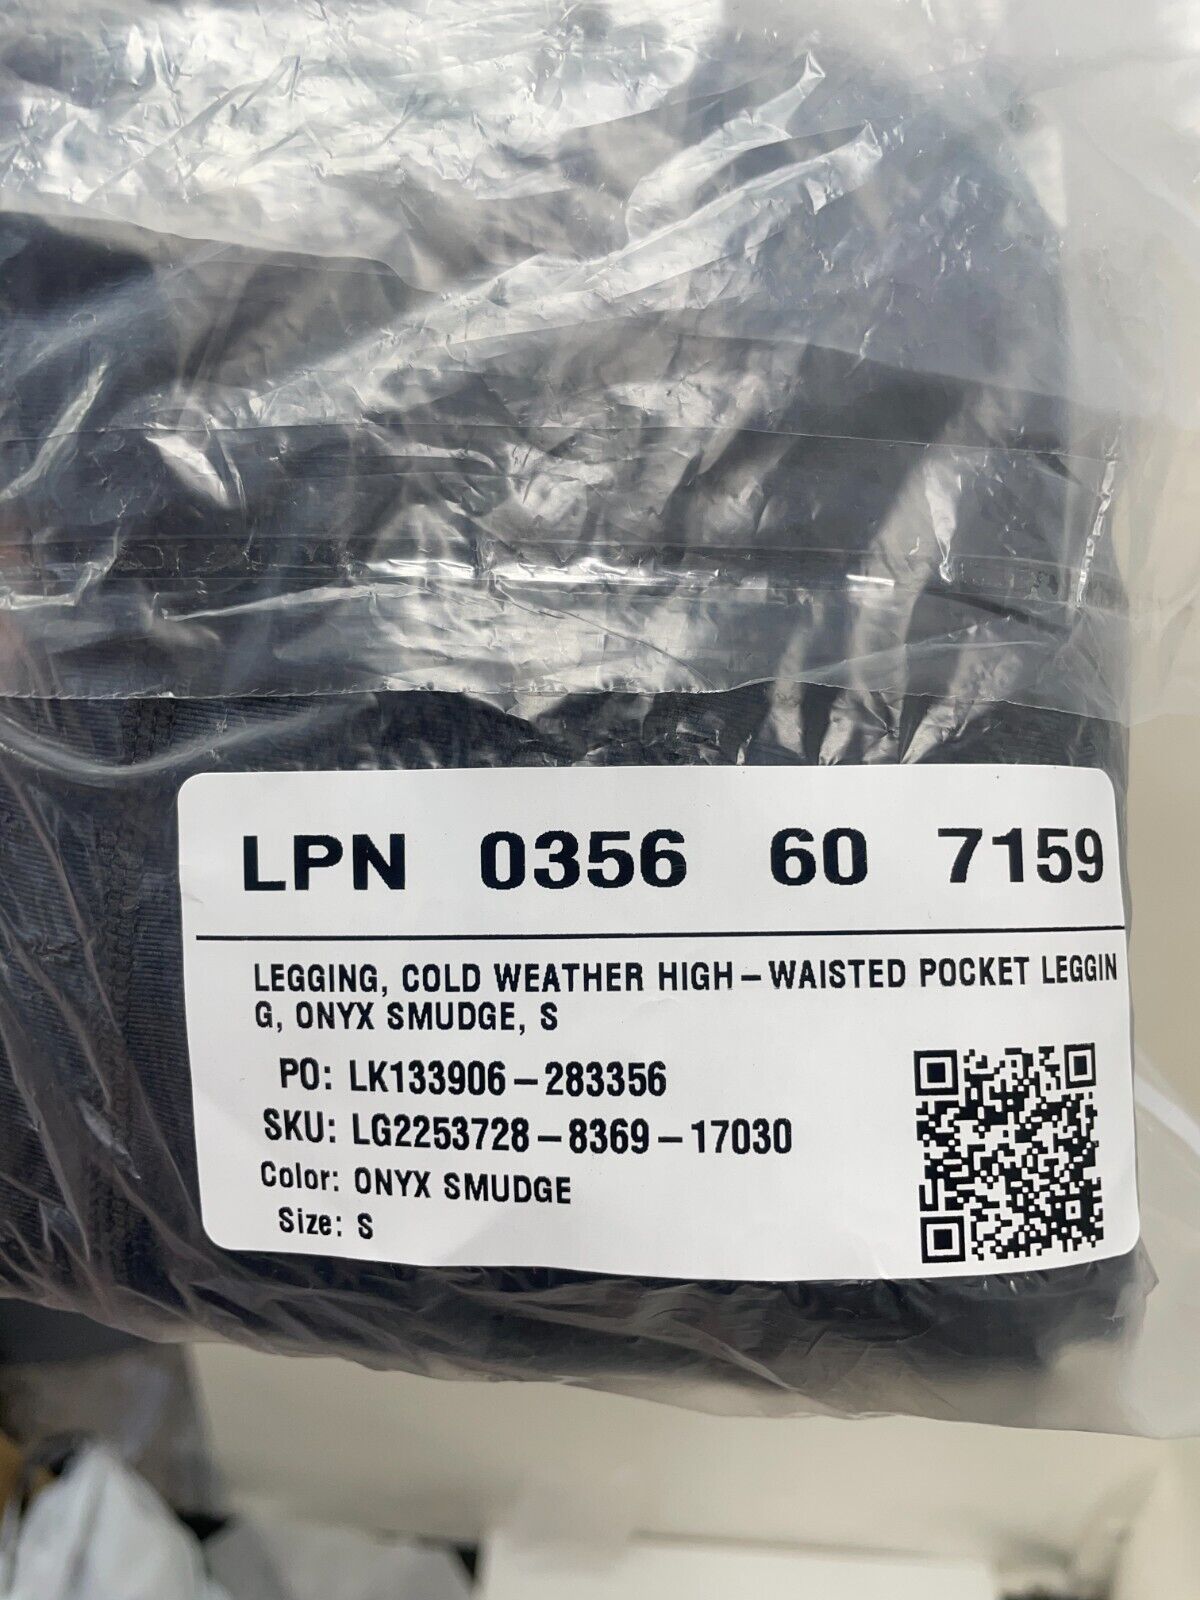 LPN 0356 60 7159
LEGGING, COLD WEATHER HIGH-WAISTED POCKET LEGGIN
G, ONYX SMUDGE, S
PO: LK133906-283356
SKU: LG2253728-8369-17030
Color: ONYX SMUDGE
Size: S